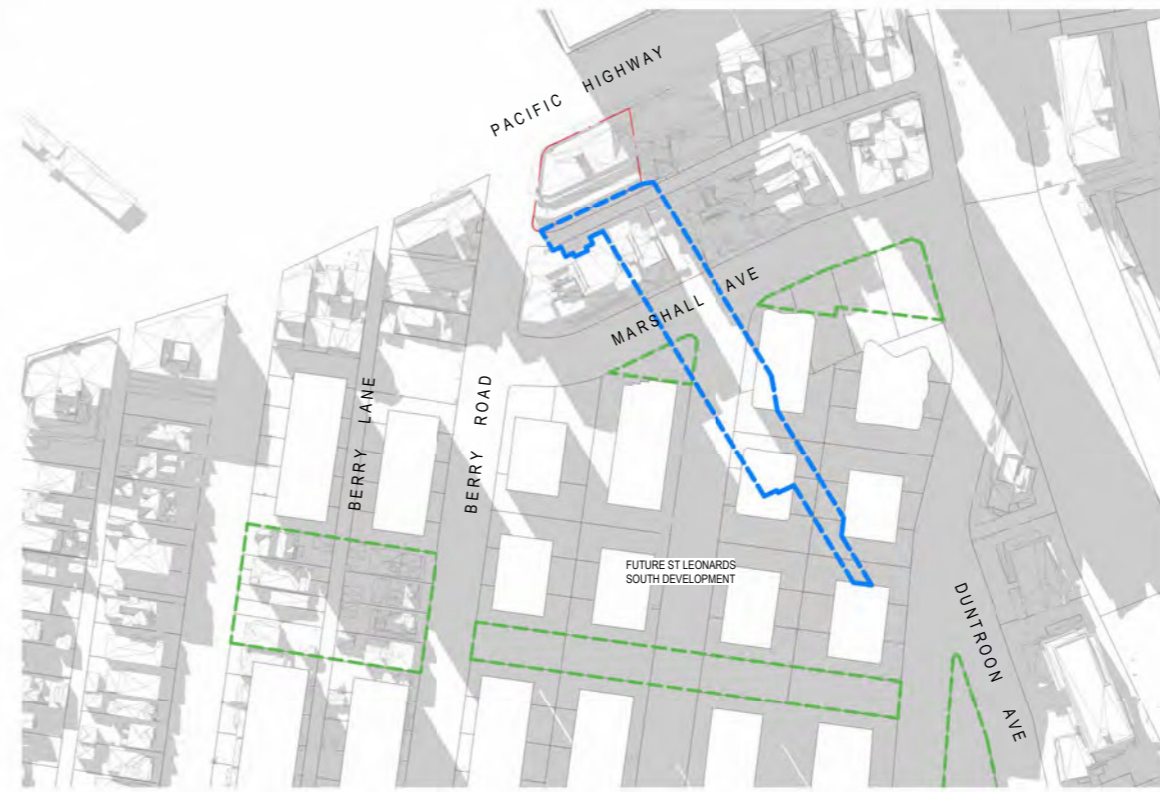 PACIFIC HIGHWAY
MARSHALL AVE
BERRY LANE
BERRY ROAD
FUTURE ST LEONARDS
SOUTH DEVELOPMENT
DUNTROON AVE